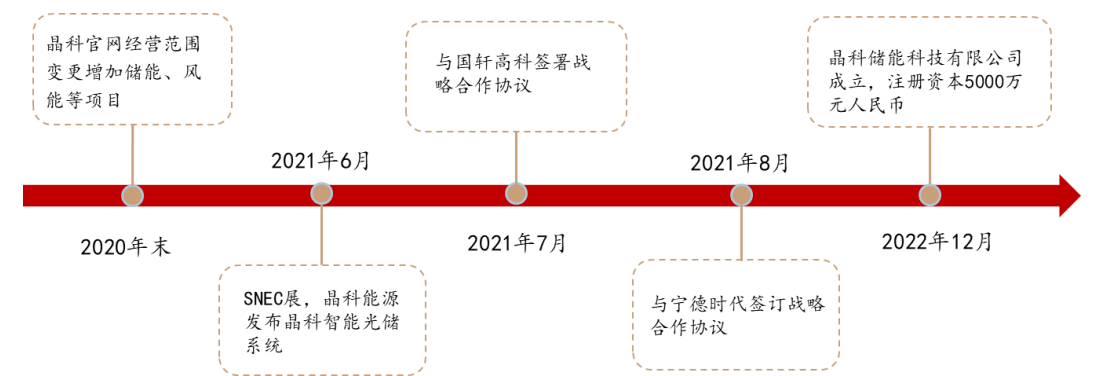 晶科官网经营范围
变更增加储能、风
能等项目
2020年末
2021年6月
SNEC展，晶科能源
发布晶科智能光储
系统
与国轩高科签署战
略合作协议
2021年7月
2021年8月
与宁德时代签订战略
合作协议
晶科储能科技有限公司
成立，注册资本5000万
元人民币
2022年12月